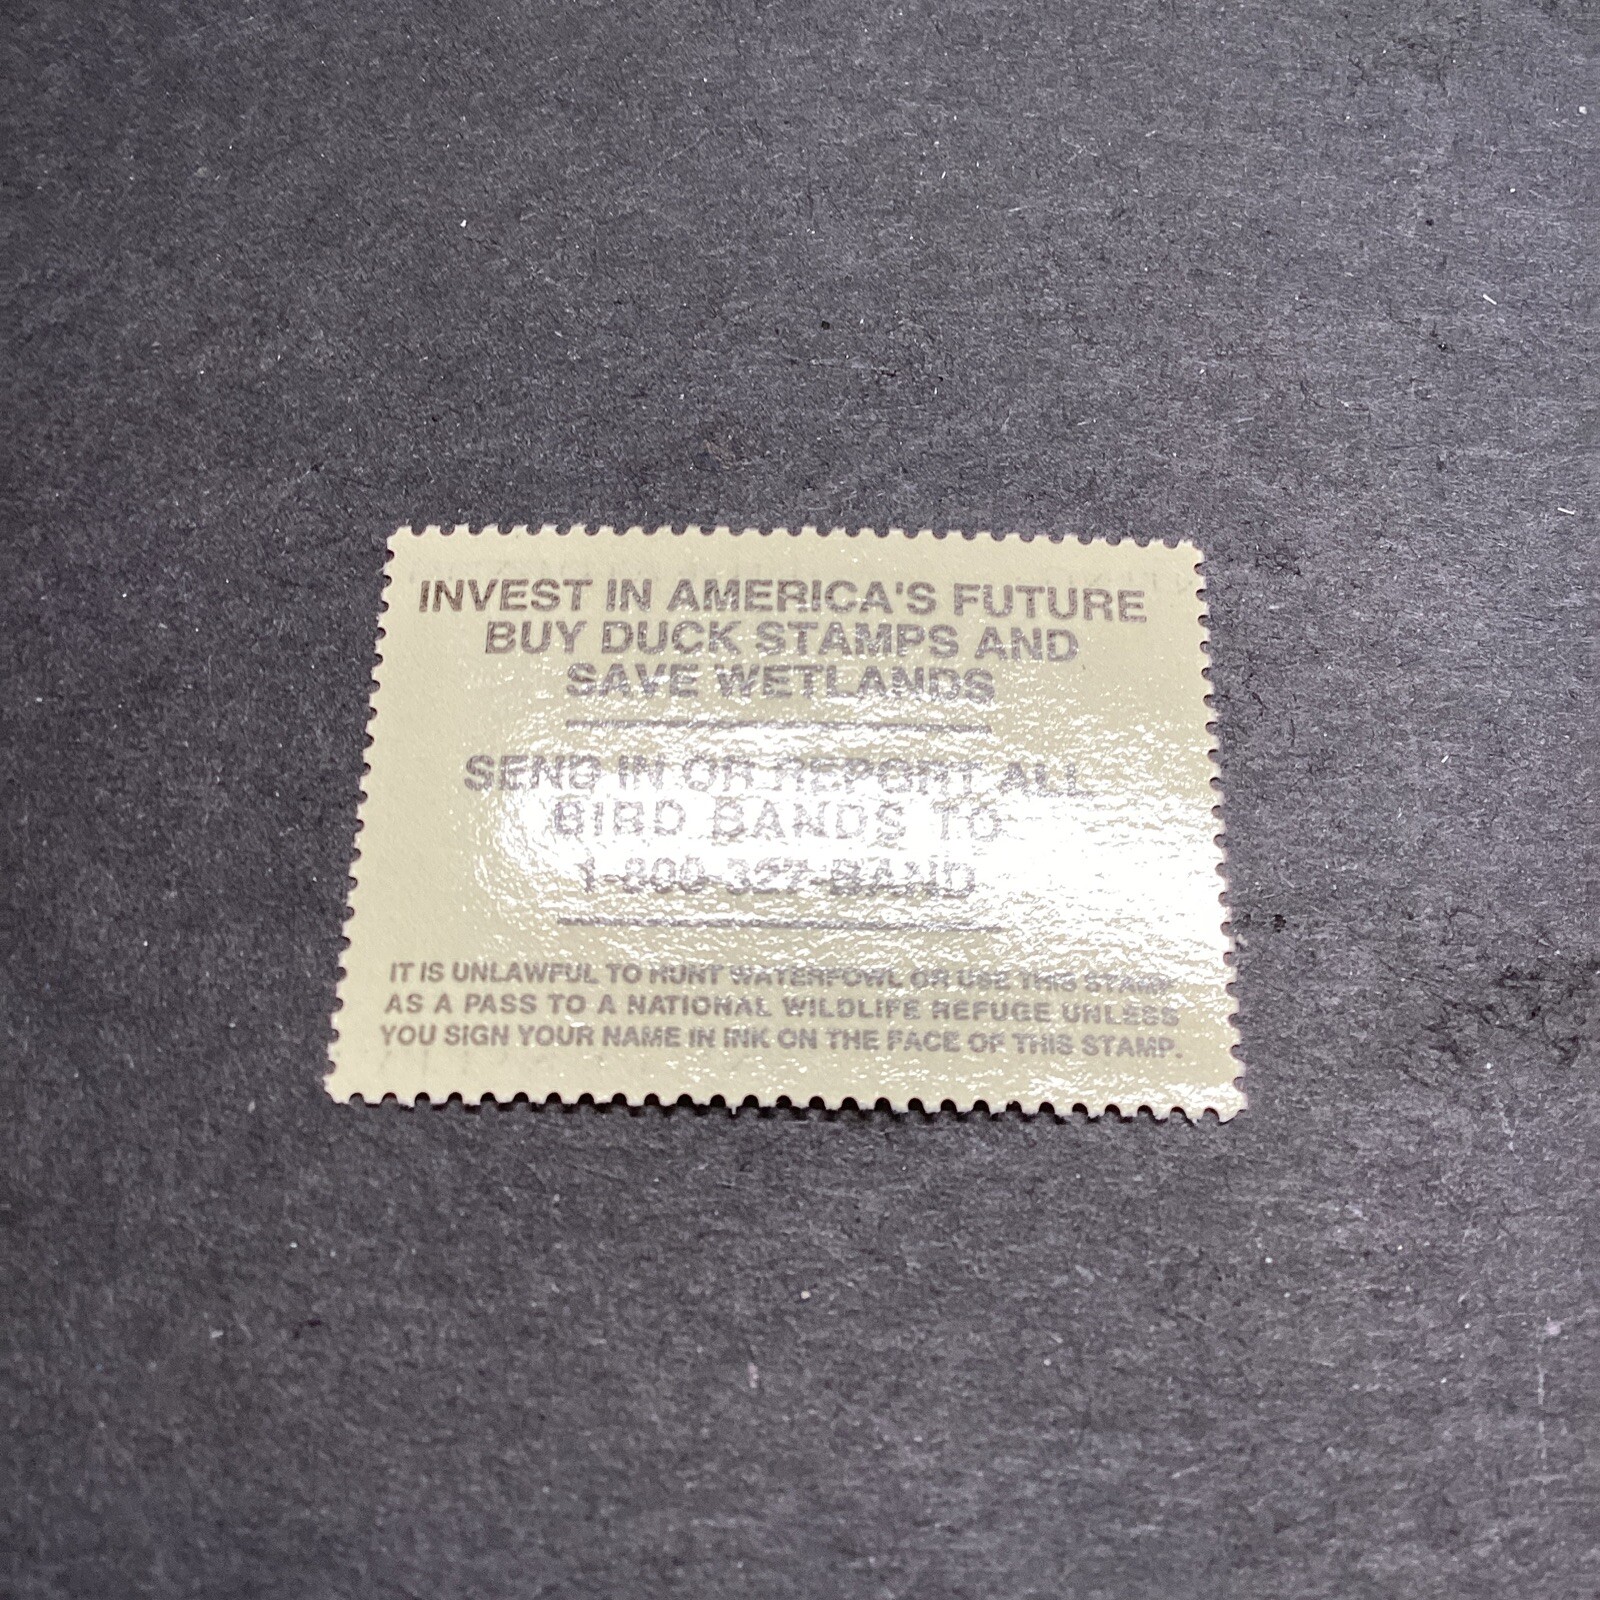 INVEST IN AMERICA'S FUTURE
BUY DUCK STAMPS AND
SAVE WETLANDS
SEND IN OR REPORT ALL
BIRD BANDS TO
1-800-327-BAND
IT IS UNLAWFUL TO HUNT WATERFOWL OR USE THIS STAMP
AS A PASS TO A NATIONAL WILDLIFE REFUGE UNLESS
YOU SIGN YOUR NAME IN INK ON THE FACE OF THIS STAMP.